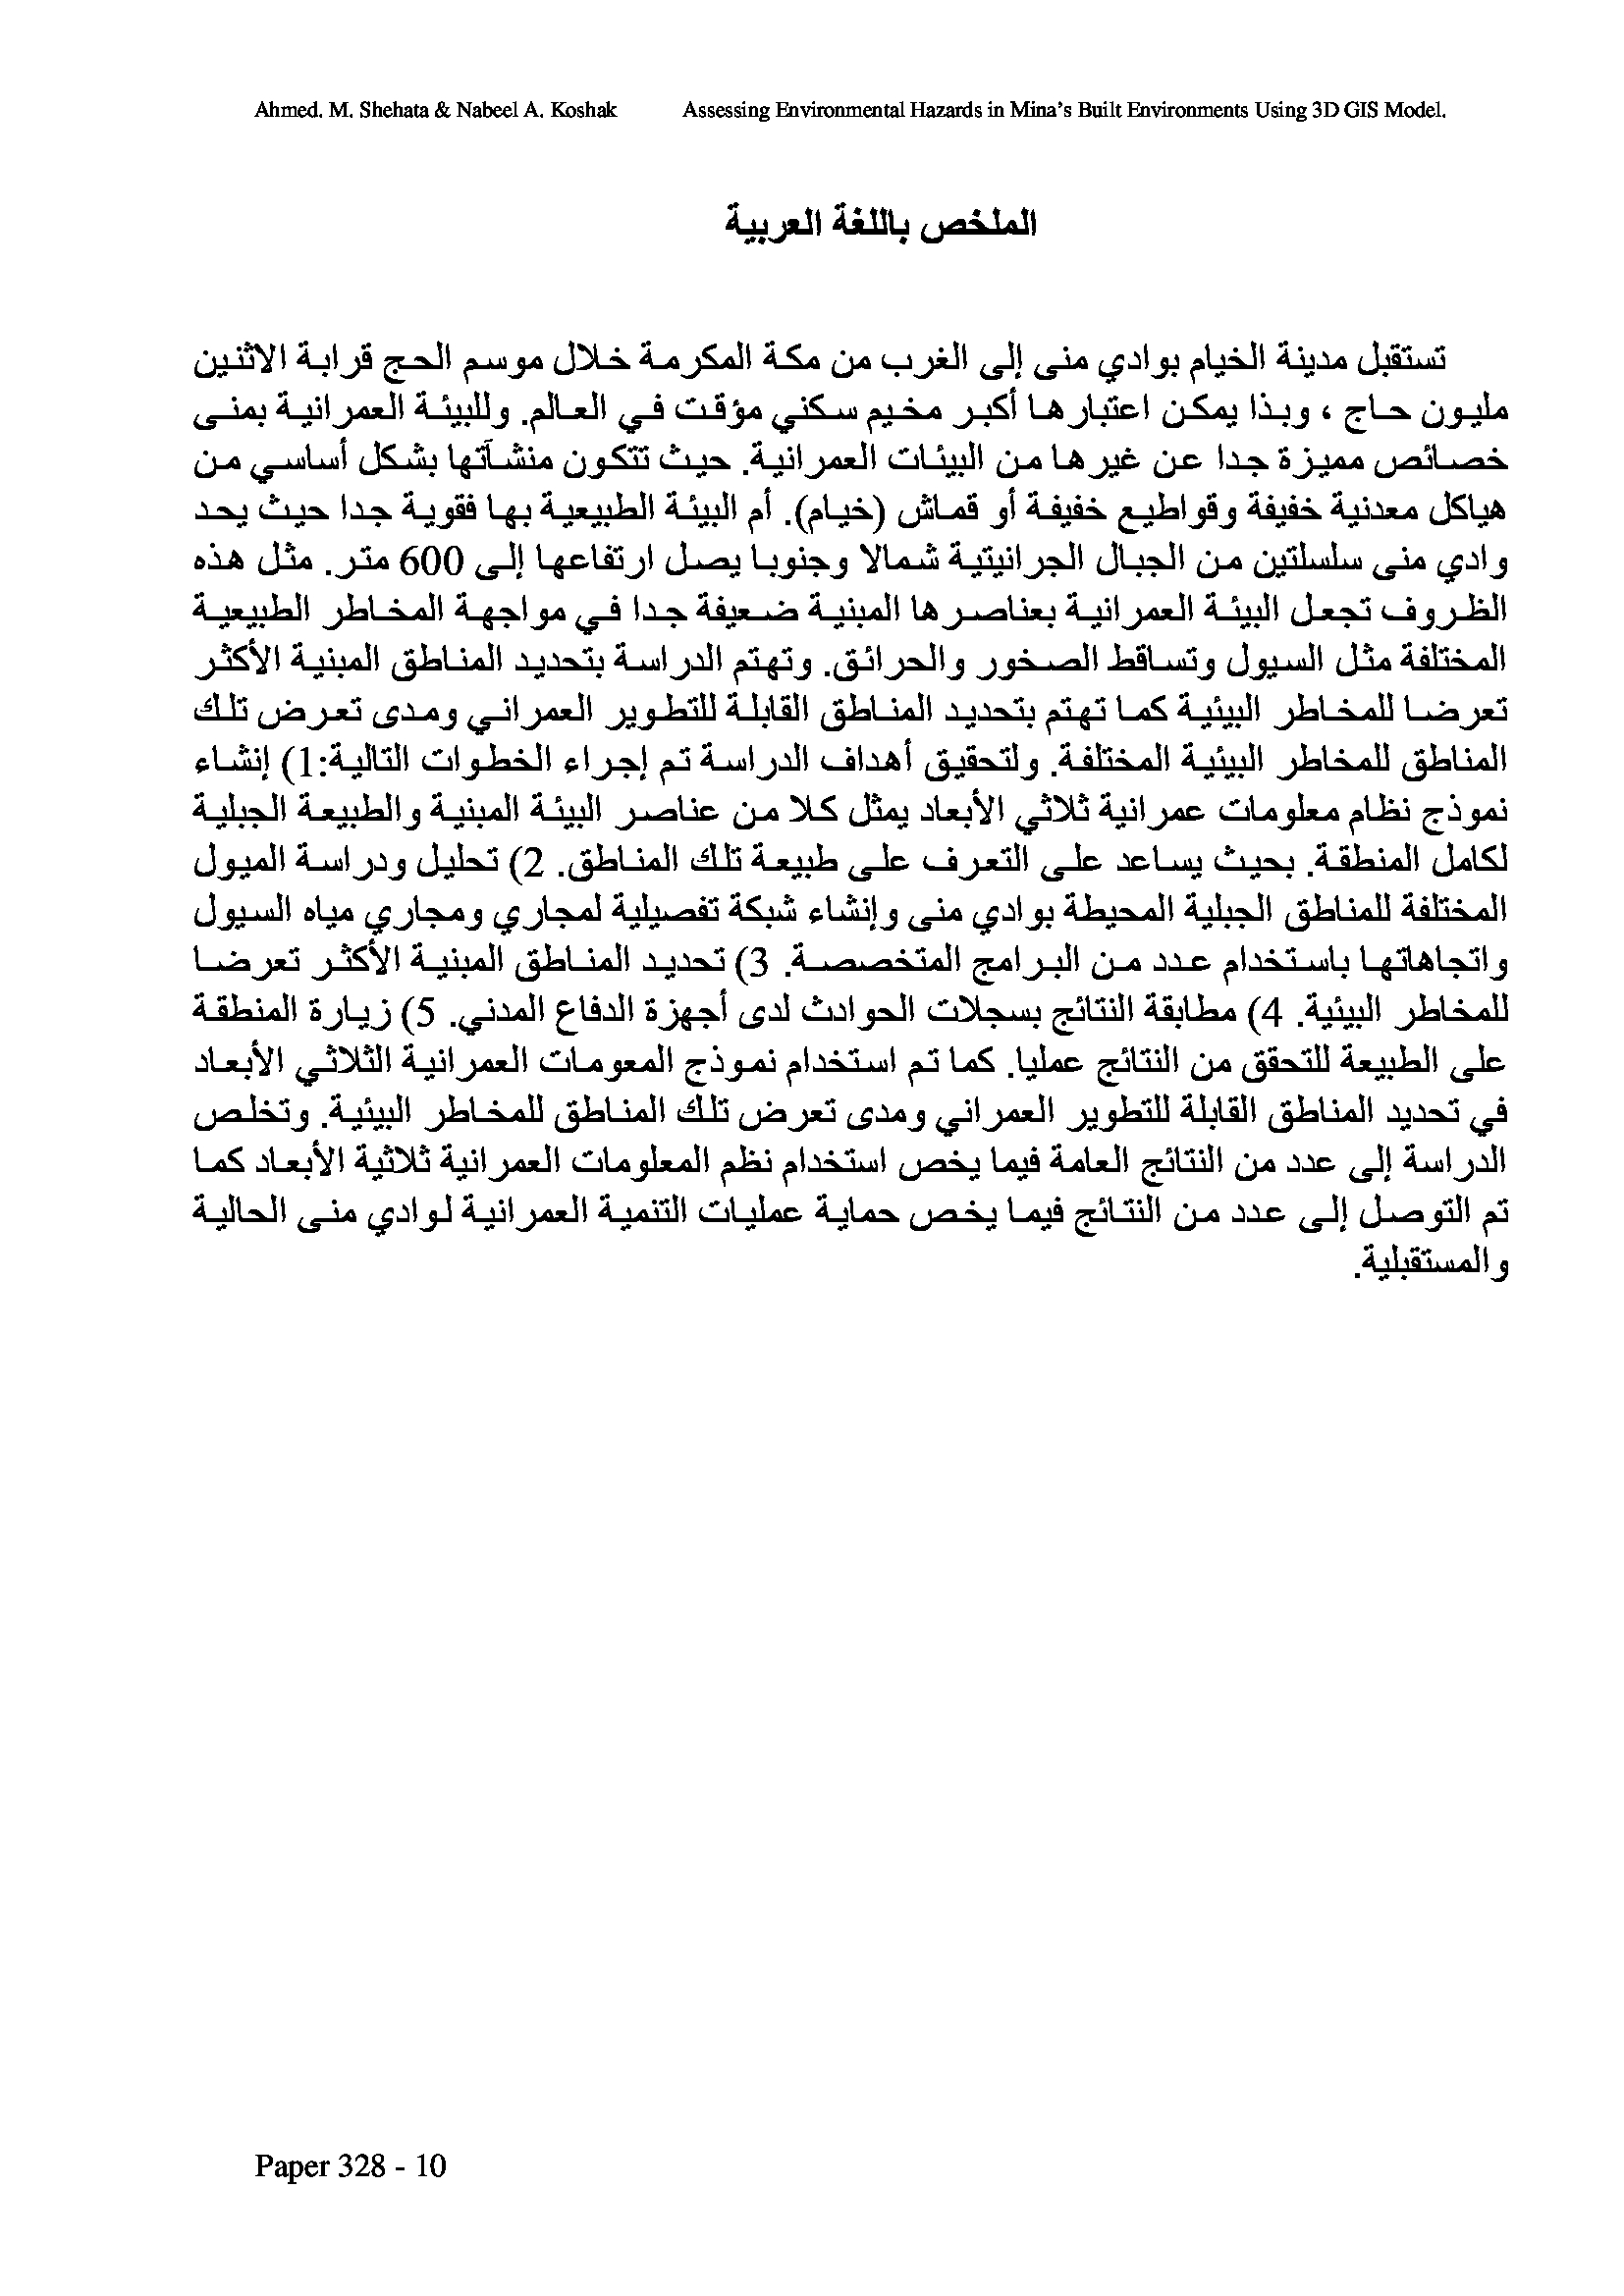 Ahmed. M. Shehata & Nabeel A. Koshak Assessing Environmental Hazards in Mina's Built Environments Using 3D GIS Model.
الملخص باللغة العربية
تستقبل مدينة الخيام بوادي منى إلى الغرب من مكة المكرمة خلال موسم الحج قرابة الاثنين
مليون حاج ، وبذا يمكن اعتبارها أكبر مخيم سكني مؤقت في العالم. وللبيئة العمرانية بمنى
خصائص مميزة جدا عن غيرها من البيئات العمرانية. حيث تتكون منشآتها بشكل أساسي من
هياكل معدنية خفيفة وقواطيع خفيفة أو قماش (خيام). أم البيئة الطبيعية بها فقوية جدا حيث يحد
وادي منى سلسلتين من الجبال الجرانيتية شمالا وجنوبا يصل ارتفاعها إلى 600 متر. مثل هذه
الظروف تجعل البيئة العمرانية بعناصرها المبنية ضعيفة جدا في مواجهة المخاطر الطبيعية
المختلفة مثل السيول وتساقط الصخور والحرائق. وتهتم الدراسة بتحديد المناطق المبنية الأكثر
تعرضا للمخاطر البيئية كما تهتم بتحديد المناطق القابلة للتطوير العمراني ومدى تعرض تلك
المناطق للمخاطر البيئية المختلفة. ولتحقيق أهداف الدراسة تم إجراء الخطوات التالية:1) إنشاء
نموذج نظام معلومات عمرانية ثلاثي الأبعاد يمثل كلا من عناصر البيئة المبنية والطبيعة الجبلية
لكامل المنطقة. بحيث يساعد على التعرف على طبيعة تلك المناطق. 2) تحليل ودراسة الميول
المختلفة للمناطق الجبلية المحيطة بوادي منى وإنشاء شبكة تفصيلية لمجاري ومجاري مياه السيول
واتجاهاتها باستخدام عدد من البرامج المتخصصة. 3) تحديد المناطق المبنية الأكثر تعرضا
للمخاطر البيئية. 4) مطابقة النتائج بسجلات الحوادث لدى أجهزة الدفاع المدني. 5) زيارة المنطقة
على الطبيعة للتحقق من النتائج عمليا. كما تم استخدام نموذج المعومات العمرانية الثلاثي الأبعاد
في تحديد المناطق القابلة للتطوير العمراني ومدى تعرض تلك المناطق للمخاطر البيئية. وتخلص
الدراسة إلى عدد من النتائج العامة فيما يخص استخدام نظم المعلومات العمرانية ثلاثية الأبعاد كما
تم التوصل إلى عدد من النتائج فيما يخص حماية عمليات التنمية العمرانية لوادي منى الحالية
والمستقبلية.
Paper 328 - 10